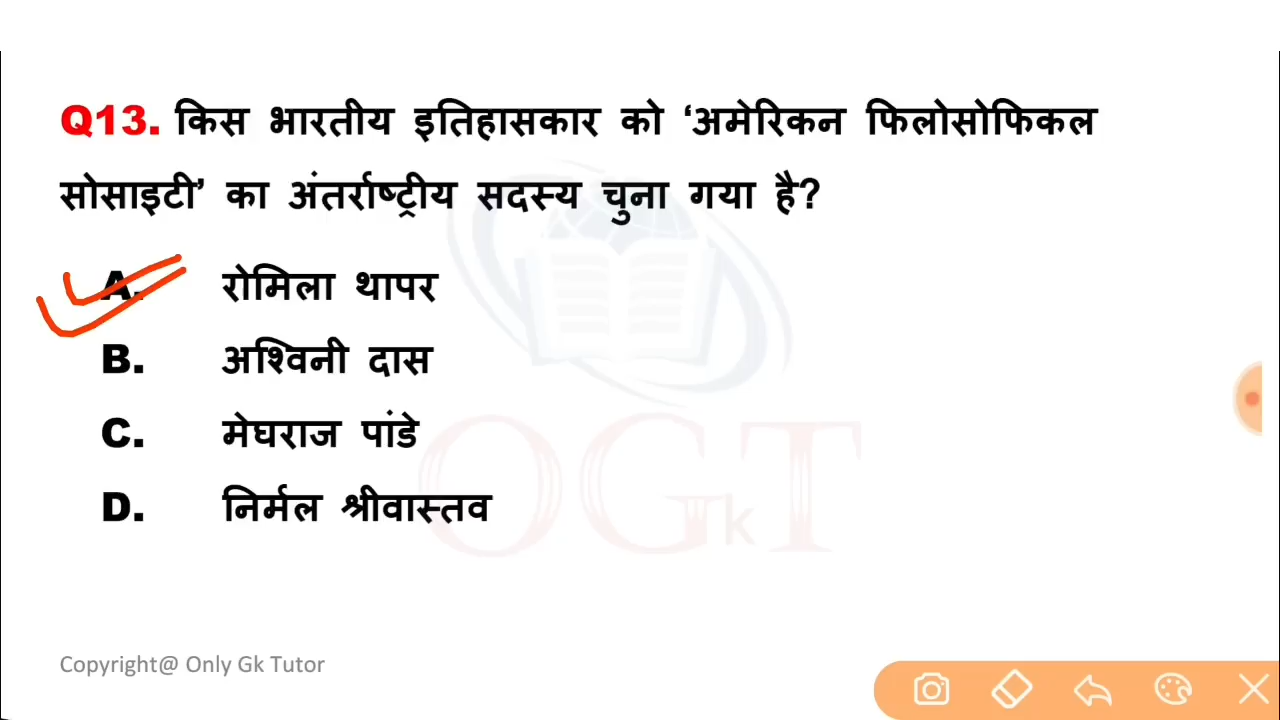 Q13. किस भारतीय इतिहासकार को ‘अमेरिकन फिलोसोफिकल
सोसाइटी’ का अंतर्राष्ट्रीय सदस्य चुना गया है?
A. रोमिला थापर
B. अश्विनी दास
C. मेघराज पांडे
D. निर्मल श्रीवास्तव
OGkT
Copyright@ Only Gk Tutor